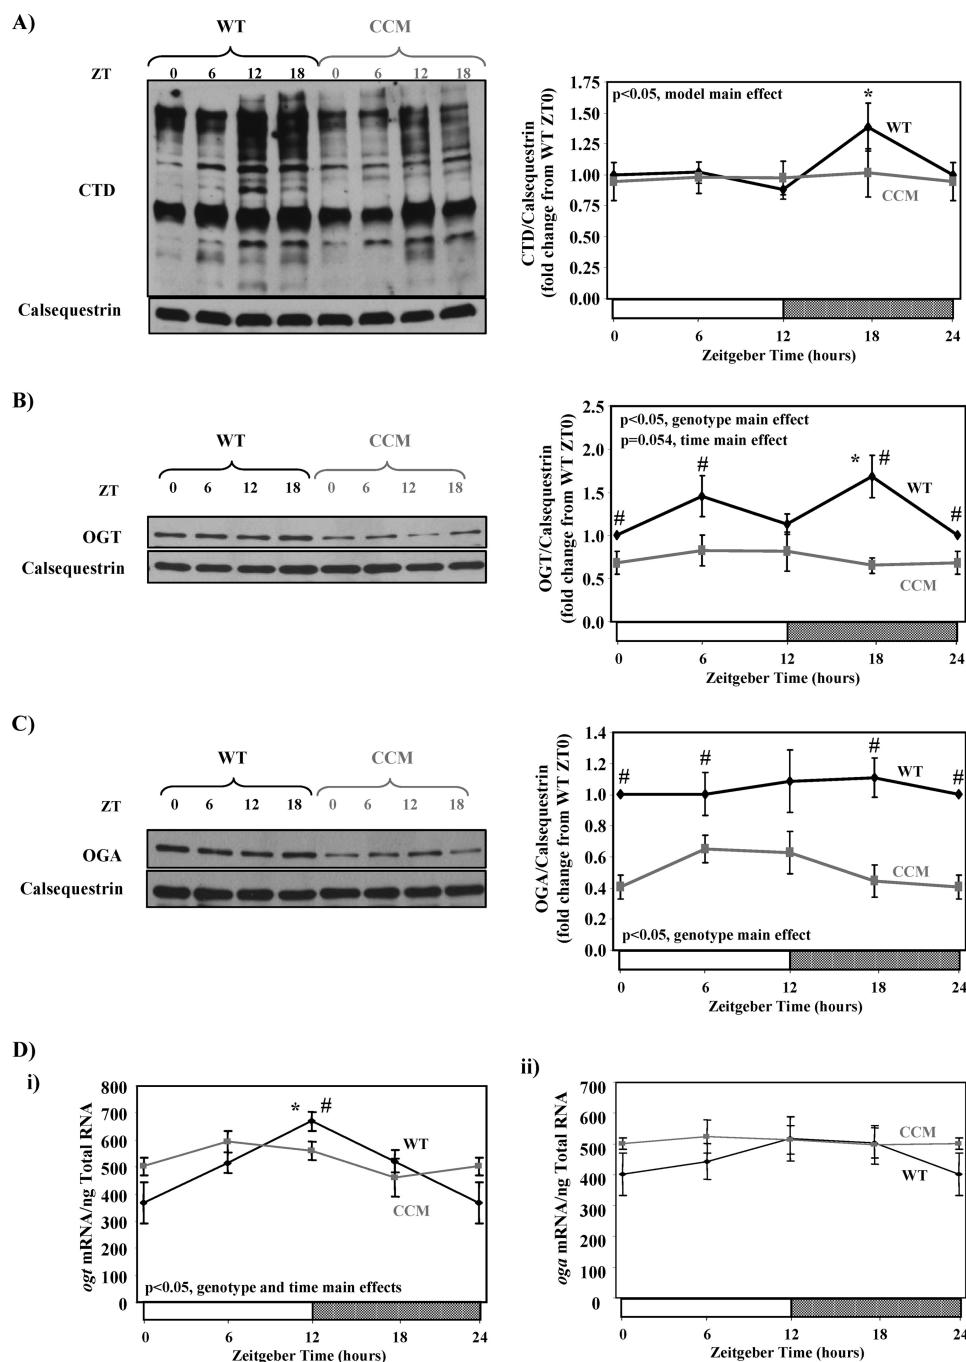 A)
WT CCM
ZT 0 6 12 18 0 6 12 18
CTD
Calsequestrin
CTD/Calsequestrin
(fold change from WT ZT0)
p<0.05, model main effect
1.75
1.50
1.25
1.00
0.75
0.50
0.25
0.00
*
WT
CCM
0 6 12 18 24
Zeitgeber Time (hours)
B)
WT CCM
ZT 0 6 12 18 0 6 12 18
OGT
Calsequestrin
OGT/Calsequestrin
(fold change from WT ZT0)
p<0.05, genotype main effect
p=0.054, time main effect
2.5
2.0
1.5
1.0
0.5
0.0
# # * # #
WT
CCM
0 6 12 18 24
Zeitgeber Time (hours)
C)
WT CCM
ZT 0 6 12 18 0 6 12 18
OGA
Calsequestrin
OGA/Calsequestrin
(fold change from WT ZT0)
1.4
1.2
1.0
0.8
0.6
0.4
0.2
0.0
# # # #
WT
CCM
p<0.05, genotype main effect
0 6 12 18 24
Zeitgeber Time (hours)
D)
i)
ogt mRNA/ng Total RNA
800
700
600
500
400
300
200
100
0
* #
WT
CCM
p<0.05, genotype and time main effects
0 6 12 18 24
Zeitgeber Time (hours)
ii)
oga mRNA/ng Total RNA
700
600
500
400
300
200
100
0
CCM
WT
0 6 12 18 24
Zeitgeber Time (hours)